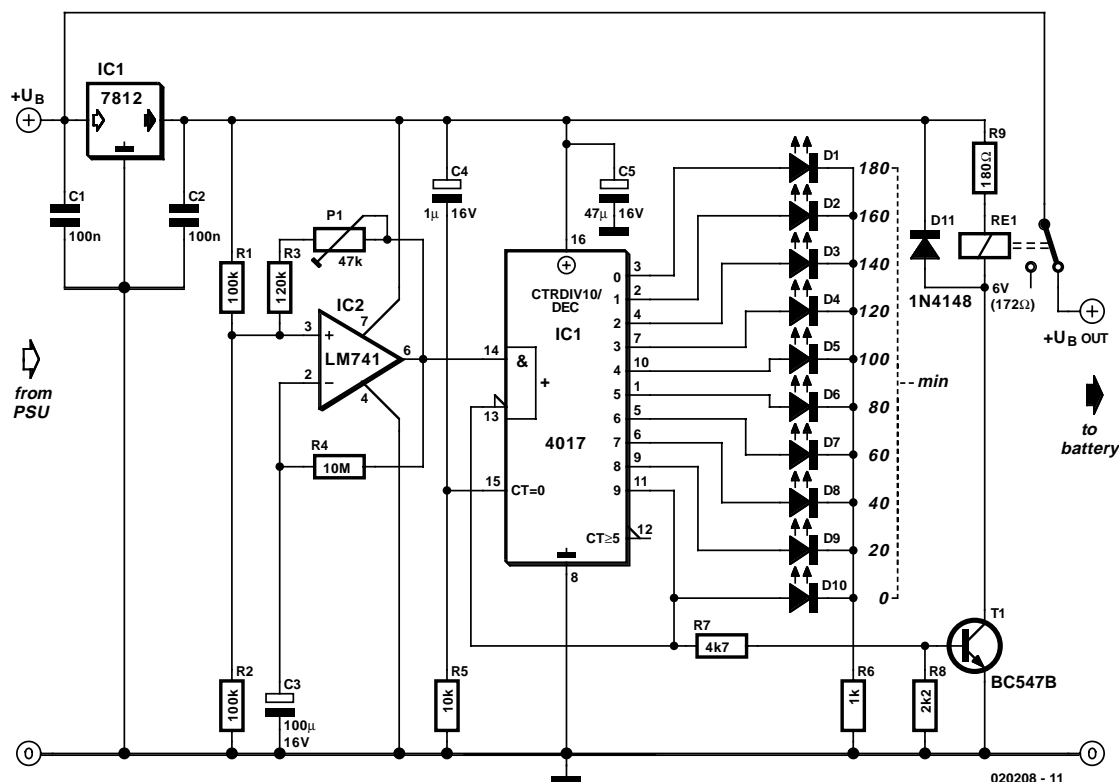 IC1
7812
+UB
C1
100n
C2
100n
from
PSU
R1
100k
R3
120k
P1
47k
IC2
LM741
3
+
2
−
7
6
4
R4
10M
R2
100k
C3
100µ
16V
C4
1µ
16V
R5
10k
C5
47µ
16V
16
CTRDIV10/
DEC
IC1
4017
14
&
+
13
15
CT=0
CT≥5
12
8
0
3
1
2
2
4
3
7
4
10
5
1
6
5
7
6
8
9
9
11
D1
180
D2
160
D3
140
D4
120
D5
100
D6
80
D7
60
D8
40
D9
20
D10
0
min
R7
4k7
R6
1k
R8
2k2
D11
1N4148
R9
180Ω
RE1
6V
(172Ω)
+UB OUT
to
battery
T1
BC547B
0
0
020208 - 11